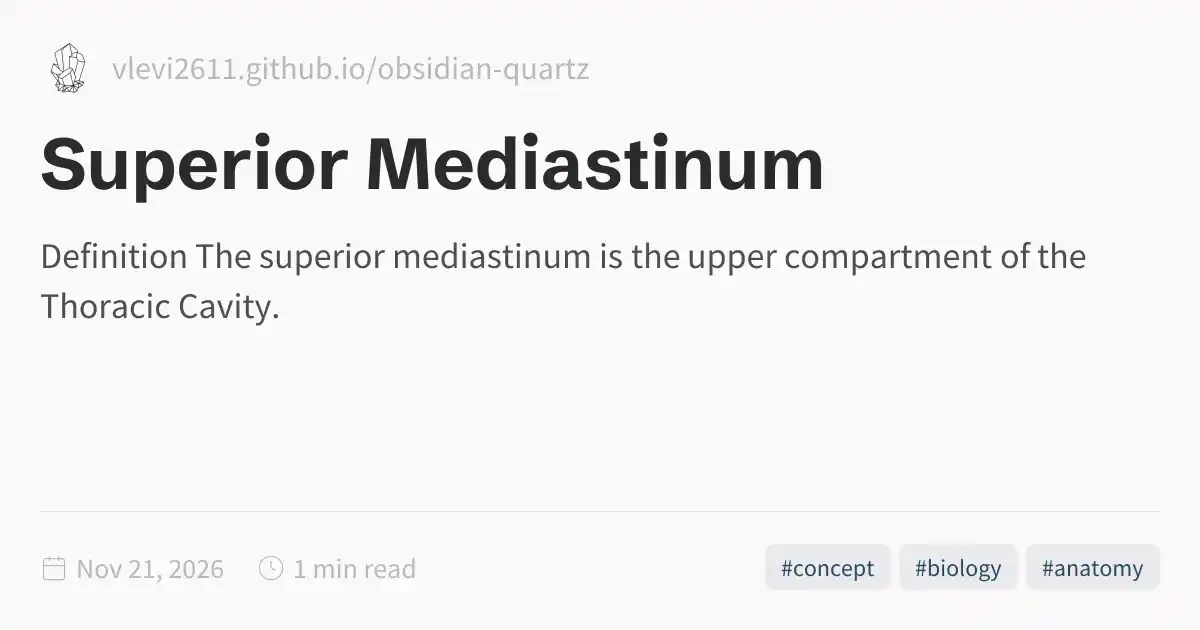 vlevi2611.github.io/obsidian-quartz
Superior Mediastinum
Definition The superior mediastinum is the upper compartment of the
Thoracic Cavity.
Nov 21, 2026 1 min read #concept #biology #anatomy